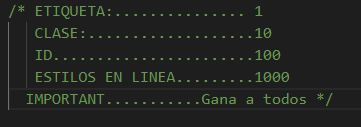 /* ETIQUETA:............... 1
CLASE:.....................10
ID.........................100
ESTILOS EN LINEA.........1000
IMPORTANT...........Gana a todos */